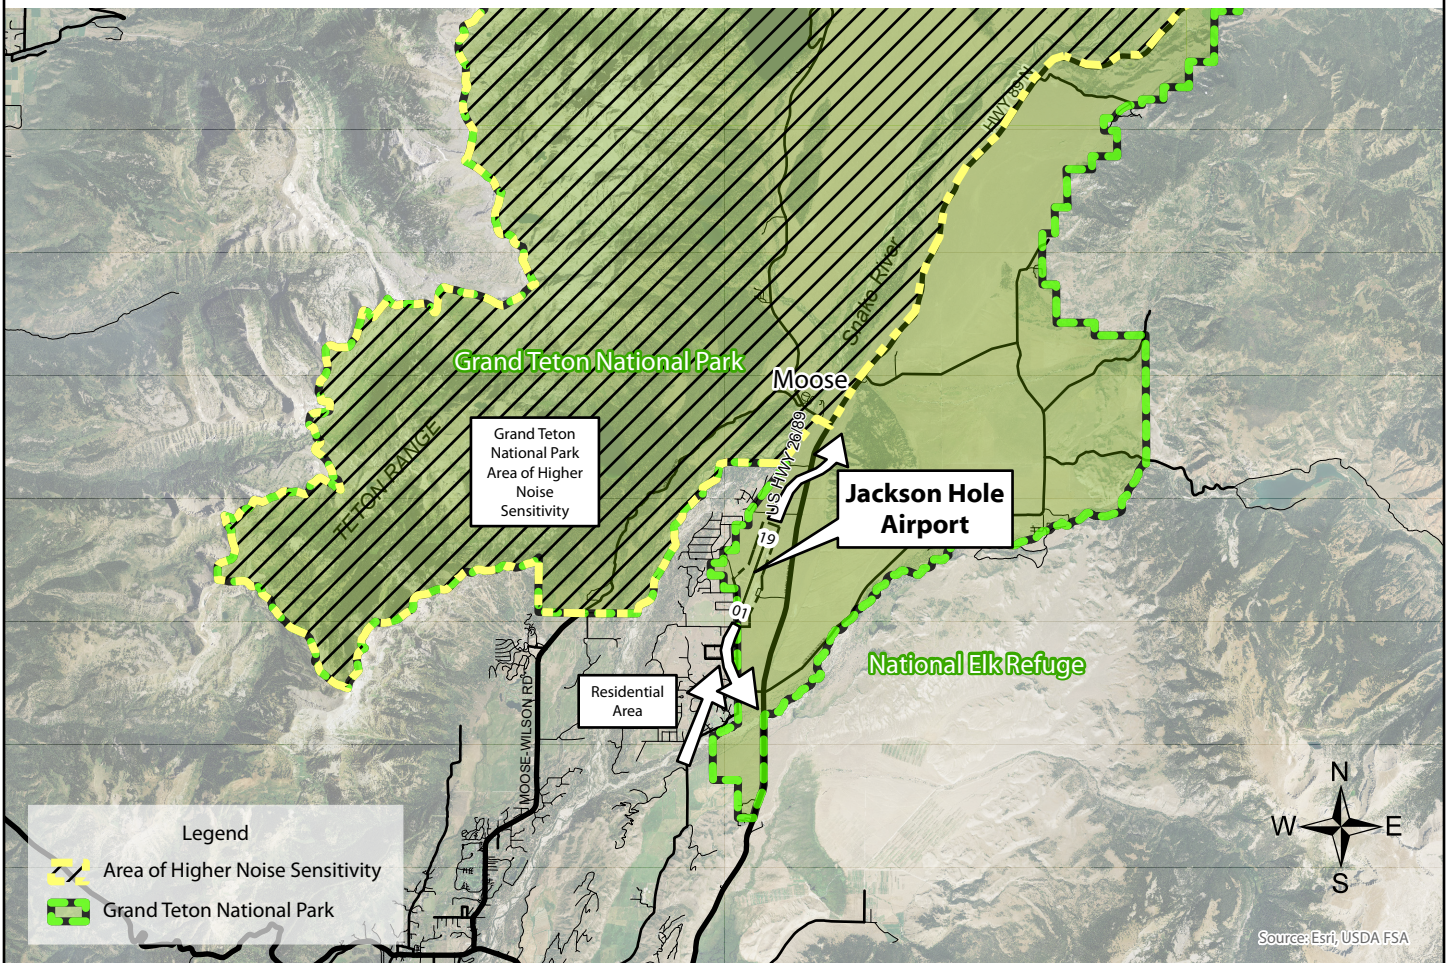 HWY 89 N
Snake River
Grand Teton National Park
Moose
TETON RANGE
Grand Teton
National Park
Area of Higher
Noise
Sensitivity
US HWY 26/89
Jackson Hole
Airport
19
01
National Elk Refuge
Residential
Area
MOOSE-WILSON RD
N
W
E
S
Legend
Area of Higher Noise Sensitivity
Grand Teton National Park
Source: Esri, USDA FSA